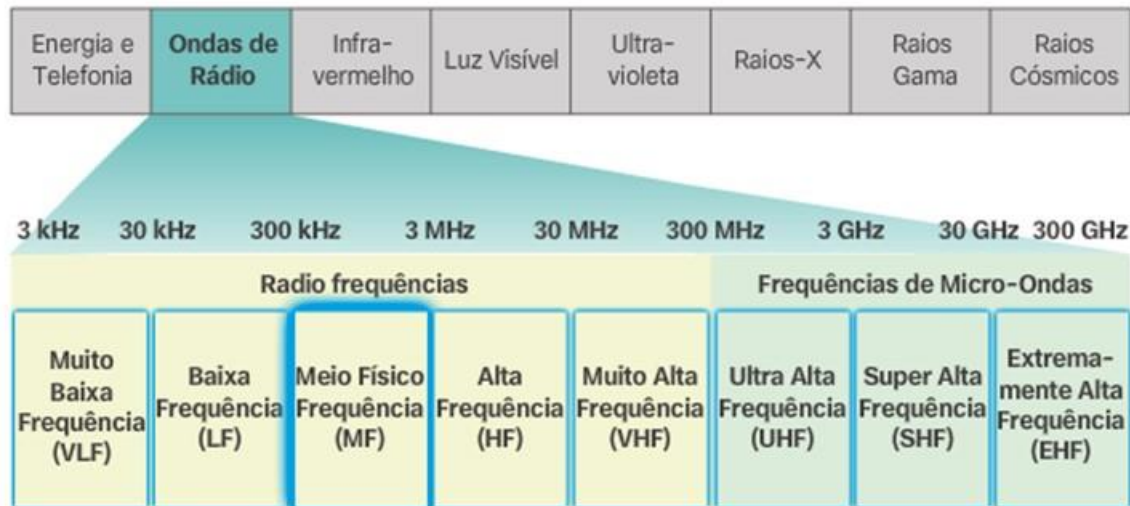 Energia e
Telefonia
Ondas de
Rádio
Infra-
vermelho
Luz Visível
Ultra-
violeta
Raios-X
Raios
Gama
Raios
Cósmicos
3 kHz 30 kHz 300 kHz 3 MHz 30 MHz 300 MHz 3 GHz 30 GHz 300 GHz
Radio frequências
Frequências de Micro-Ondas
Muito
Baixa
Frequência
(VLF)
Baixa
Frequência
(LF)
Meio Físico
Frequência
(MF)
Alta
Frequência
(HF)
Muito Alta
Frequência
(VHF)
Ultra Alta
Frequência
(UHF)
Super Alta
Frequência
(SHF)
Extrema-
mente Alta
Frequência
(EHF)